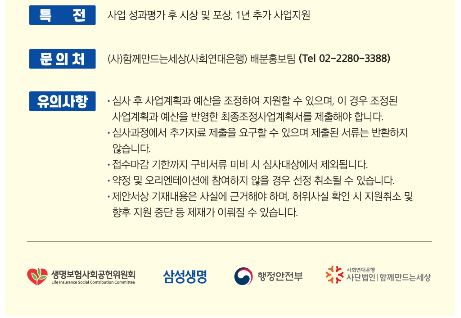 특 전
사업 성과평가 후 시상 및 포상, 1년 추가 사업지원
문 의 처
(사)함께만드는세상(사회연대은행) 배분홍보팀 (Tel 02-2280-3388)
유의사항
· 심사 후 사업계획과 예산을 조정하여 지원할 수 있으며, 이 경우 조정된
사업계획과 예산을 반영한 최종조정사업계획서를 제출해야 합니다.
· 심사과정에서 추가자료 제출을 요구할 수 있으며 제출된 서류는 반환하지
않습니다.
· 접수마감 기한까지 구비서류 미비 시 심사대상에서 제외됩니다.
· 약정 및 오리엔테이션에 참여하지 않을 경우 선정 취소될 수 있습니다.
· 제안서상 기재내용은 사실에 근거해야 하며, 허위사실 확인 시 지원취소 및
향후 지원 중단 등 제재가 이뤄질 수 있습니다.
생명보험사회공헌위원회
Life Insurance Social Contribution Committee
삼성생명
행정안전부
사회연대은행
사단법인 함께만드는세상